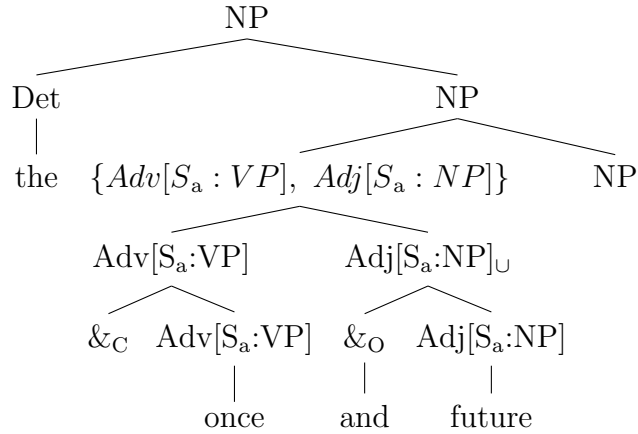 NP
Det NP
the {Adv[Sₐ : VP], Adj[Sₐ : NP]} NP
Adv[Sₐ:VP] Adj[Sₐ:NP]∪
&C Adv[Sₐ:VP] &O Adj[Sₐ:NP]
once and future